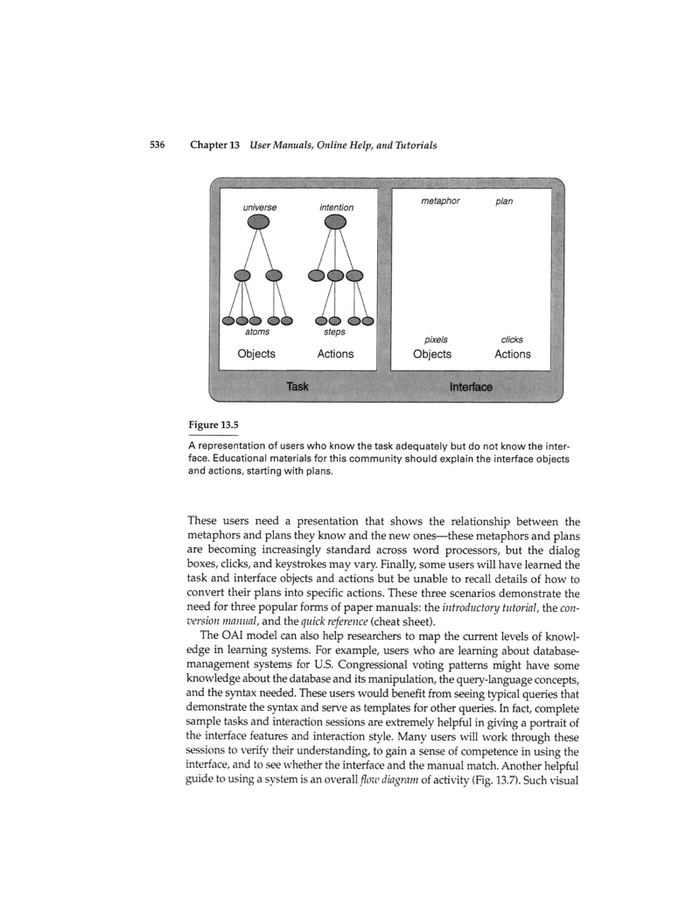 536 Chapter 13 User Manuals, Online Help, and Tutorials
universe intention
metaphor plan
atoms steps
pixels clicks
Objects Actions
Objects Actions
Task Interface
Figure 13.5
A representation of users who know the task adequately but do not know the inter-
face. Educational materials for this community should explain the interface objects
and actions, starting with plans.
These users need a presentation that shows the relationship between the
metaphors and plans they know and the new ones—these metaphors and plans
are becoming increasingly standard across word processors, but the dialog
boxes, clicks, and keystrokes may vary. Finally, some users will have learned the
task and interface objects and actions but be unable to recall details of how to
convert their plans into specific actions. These three scenarios demonstrate the
need for three popular forms of paper manuals: the introductory tutorial, the con-
version manual, and the quick reference (cheat sheet).
The OAI model can also help researchers to map the current levels of knowl-
edge in learning systems. For example, users who are learning about database-
management systems for U.S. Congressional voting patterns might have some
knowledge about the database and its manipulation, the query-language concepts,
and the syntax needed. These users would benefit from seeing typical queries that
demonstrate the syntax and serve as templates for other queries. In fact, complete
sample tasks and interaction sessions are extremely helpful in giving a portrait of
the interface features and interaction style. Many users will work through these
sessions to verify their understanding, to gain a sense of competence in using the
interface, and to see whether the interface and the manual match. Another helpful
guide to using a system is an overall flow diagram of activity (Fig. 13.7). Such visual